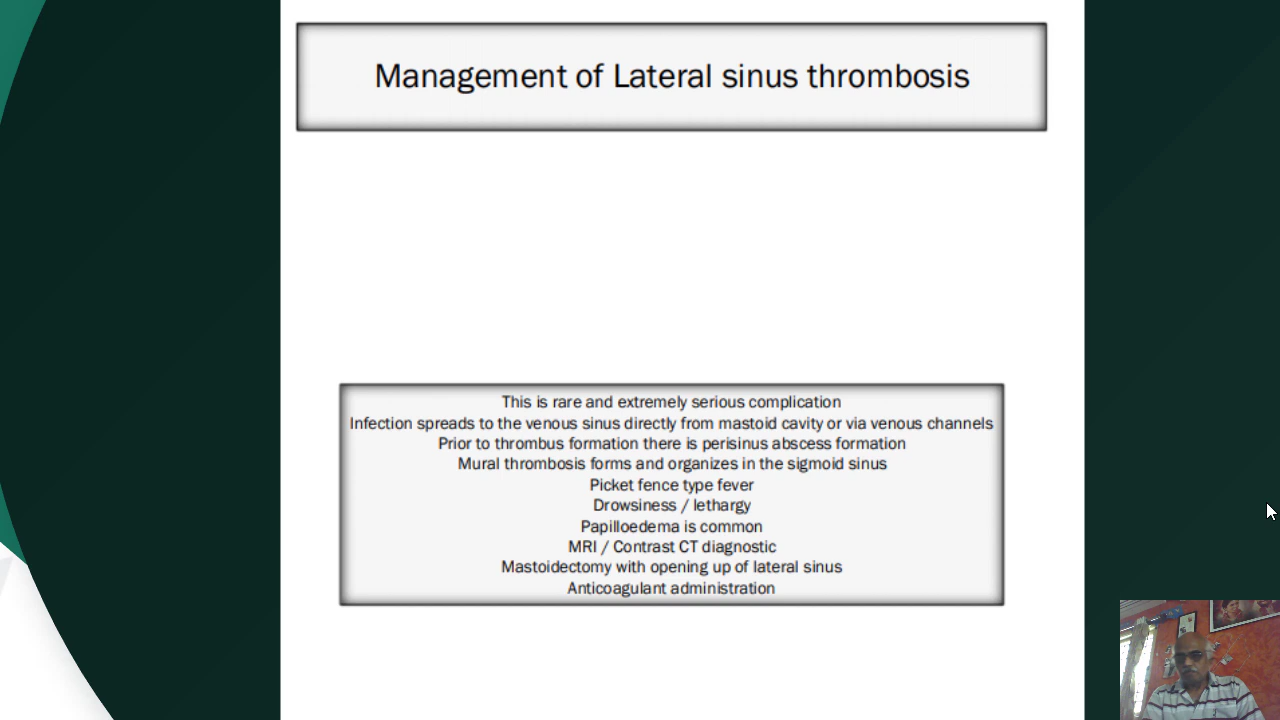 Management of Lateral sinus thrombosis
This is rare and extremely serious complication
Infection spreads to the venous sinus directly from mastoid cavity or via venous channels
Prior to thrombus formation there is perisinus abscess formation
Mural thrombosis forms and organizes in the sigmoid sinus
Picket fence type fever
Drowsiness / lethargy
Papilloedema is common
MRI / Contrast CT diagnostic
Mastoidectomy with opening up of lateral sinus
Anticoagulant administration